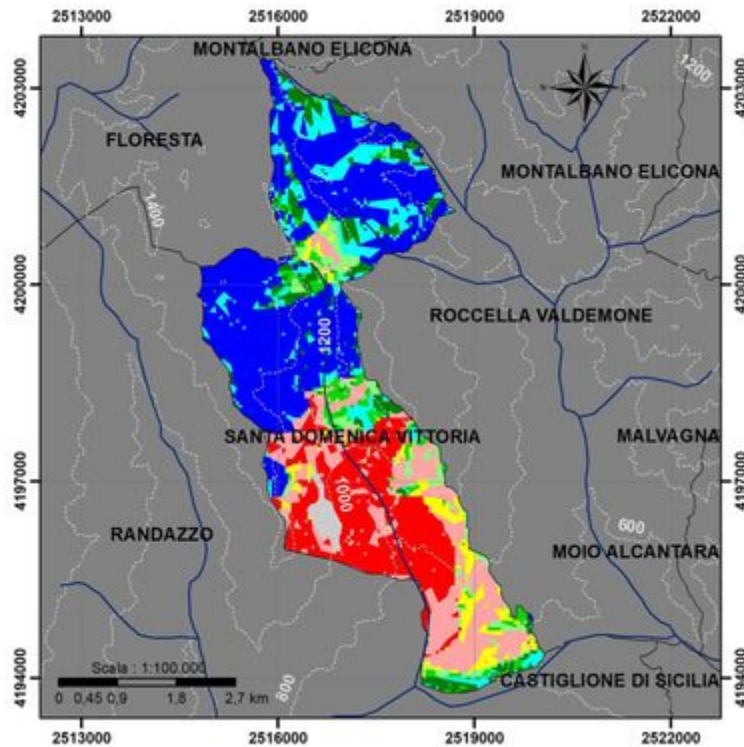 2513000 2516000 2519000 2522000
MONTALBANO ELICONA
1200
4203000 4203000
N
FLORESTA
MONTALBANO ELICONA
1400
4200000 4200000
ROCCELLA VALDEMONE
1200
SANTA DOMENICA VITTORIA
MALVAGNA
4197000 4197000
1000
RANDAZZO
600
MOIO ALCANTARA
Scala : 1:100.000
4194000 4194000
CASTIGLIONE DI SICILIA
0 0,45 0,9 1,8 2,7 km
800
2513000 2516000 2519000 2522000